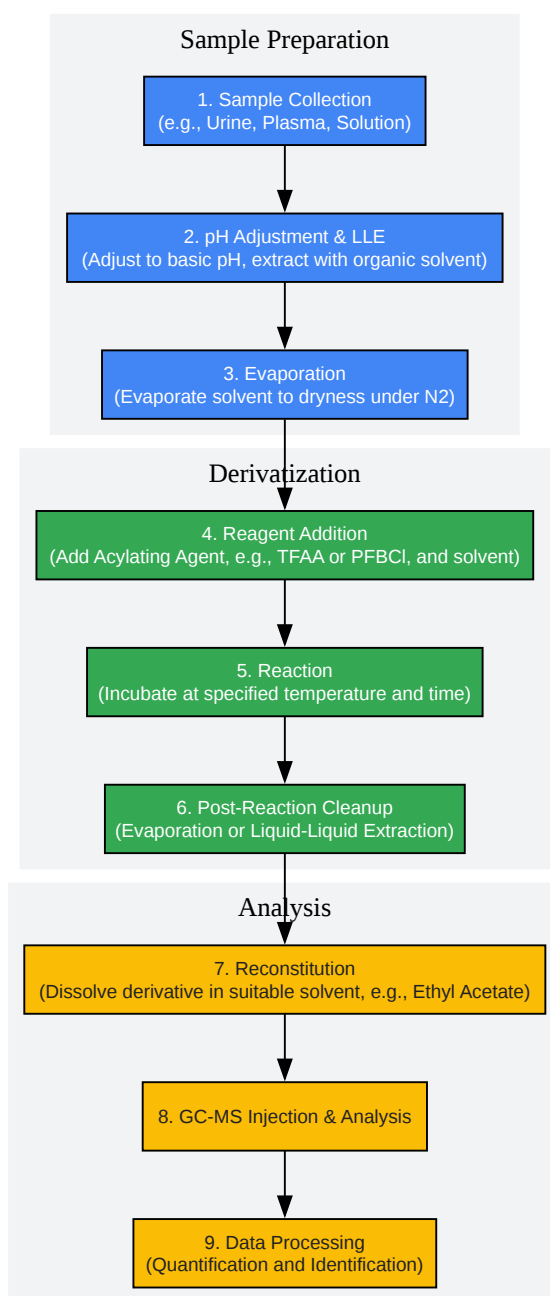 Sample Preparation
1. Sample Collection
(e.g., Urine, Plasma, Solution)
2. pH Adjustment & LLE
(Adjust to basic pH, extract with organic solvent)
3. Evaporation
(Evaporate solvent to dryness under N2)
Derivatization
4. Reagent Addition
(Add Acylating Agent, e.g., TFAA or PFBCl, and solvent)
5. Reaction
(Incubate at specified temperature and time)
6. Post-Reaction Cleanup
(Evaporation or Liquid-Liquid Extraction)
Analysis
7. Reconstitution
(Dissolve derivative in suitable solvent, e.g., Ethyl Acetate)
8. GC-MS Injection & Analysis
9. Data Processing
(Quantification and Identification)